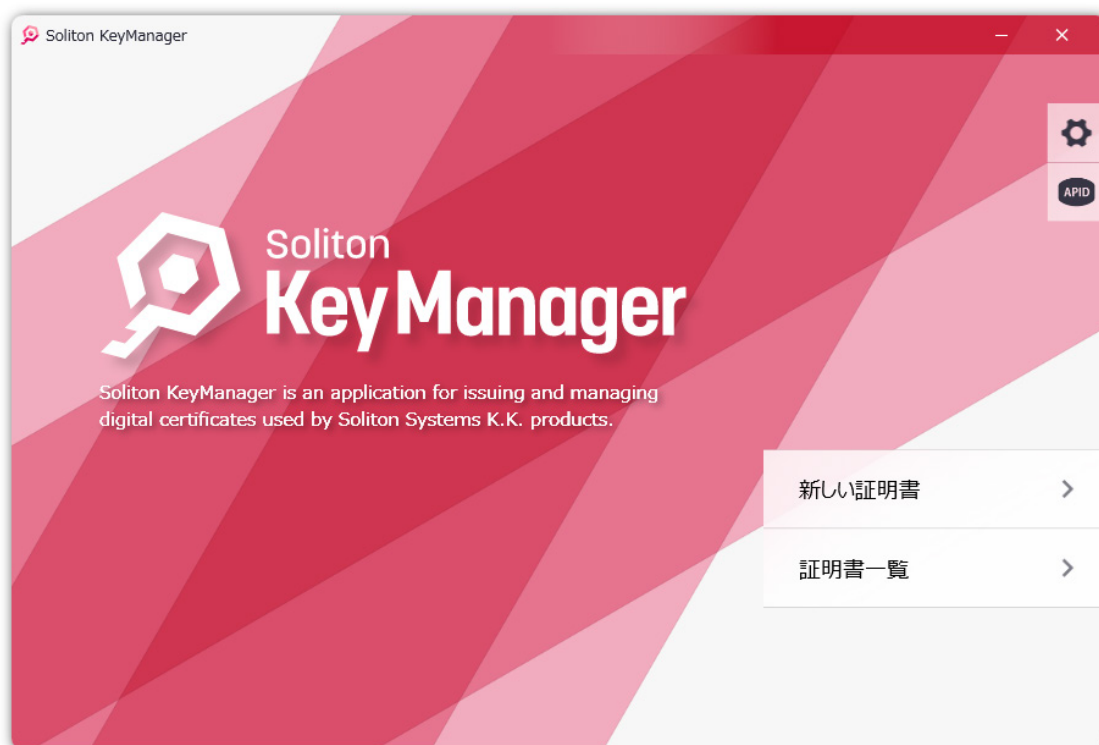 Soliton KeyManager
APID
Soliton
KeyManager
Soliton KeyManager is an application for issuing and managing
digital certificates used by Soliton Systems K.K. products.
新しい証明書
証明書一覧